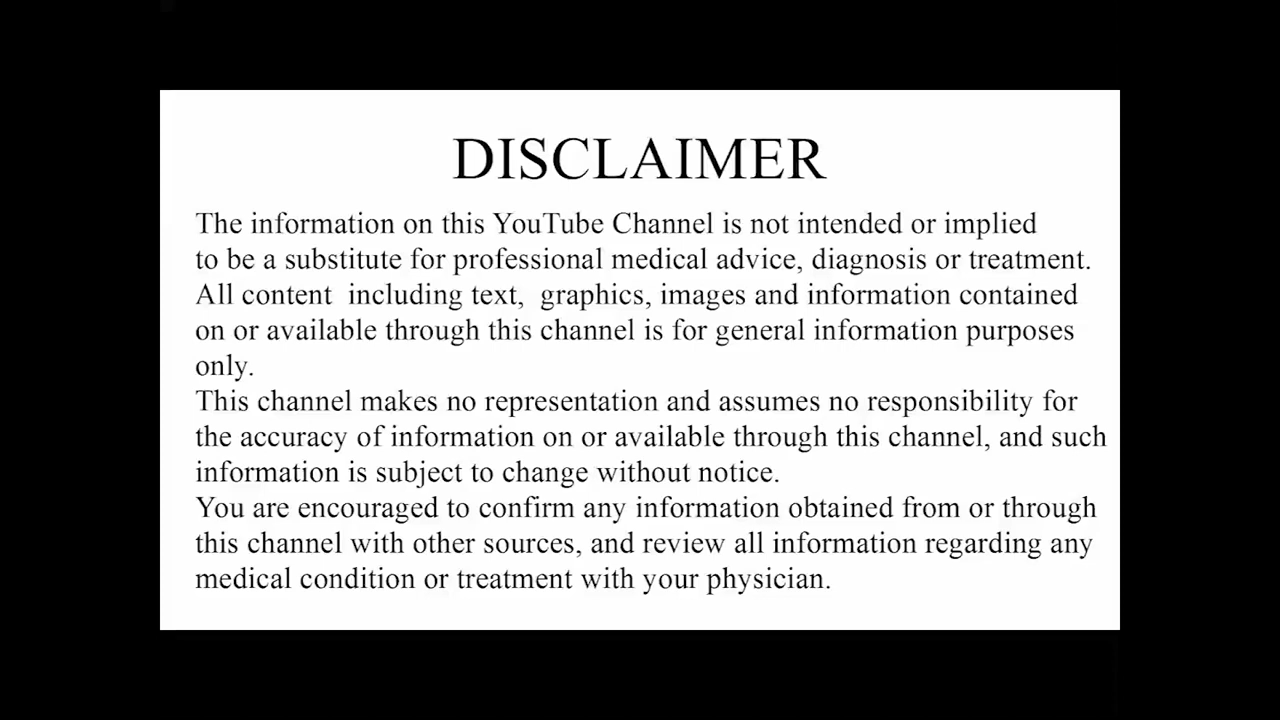 DISCLAIMER
The information on this YouTube Channel is not intended or implied
to be a substitute for professional medical advice, diagnosis or treatment.
All content  including text,  graphics, images and information contained
on or available through this channel is for general information purposes
only.
This channel makes no representation and assumes no responsibility for
the accuracy of information on or available through this channel, and such
information is subject to change without notice.
You are encouraged to confirm any information obtained from or through
this channel with other sources, and review all information regarding any
medical condition or treatment with your physician.